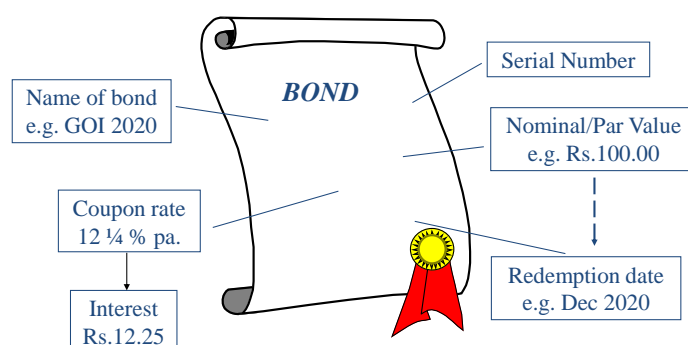 BOND
Serial Number
Name of bond
e.g. GOI 2020
Nominal/Par Value
e.g. Rs.100.00
Coupon rate
12 ¼ % pa.
Redemption date
e.g. Dec 2020
Interest
Rs.12.25